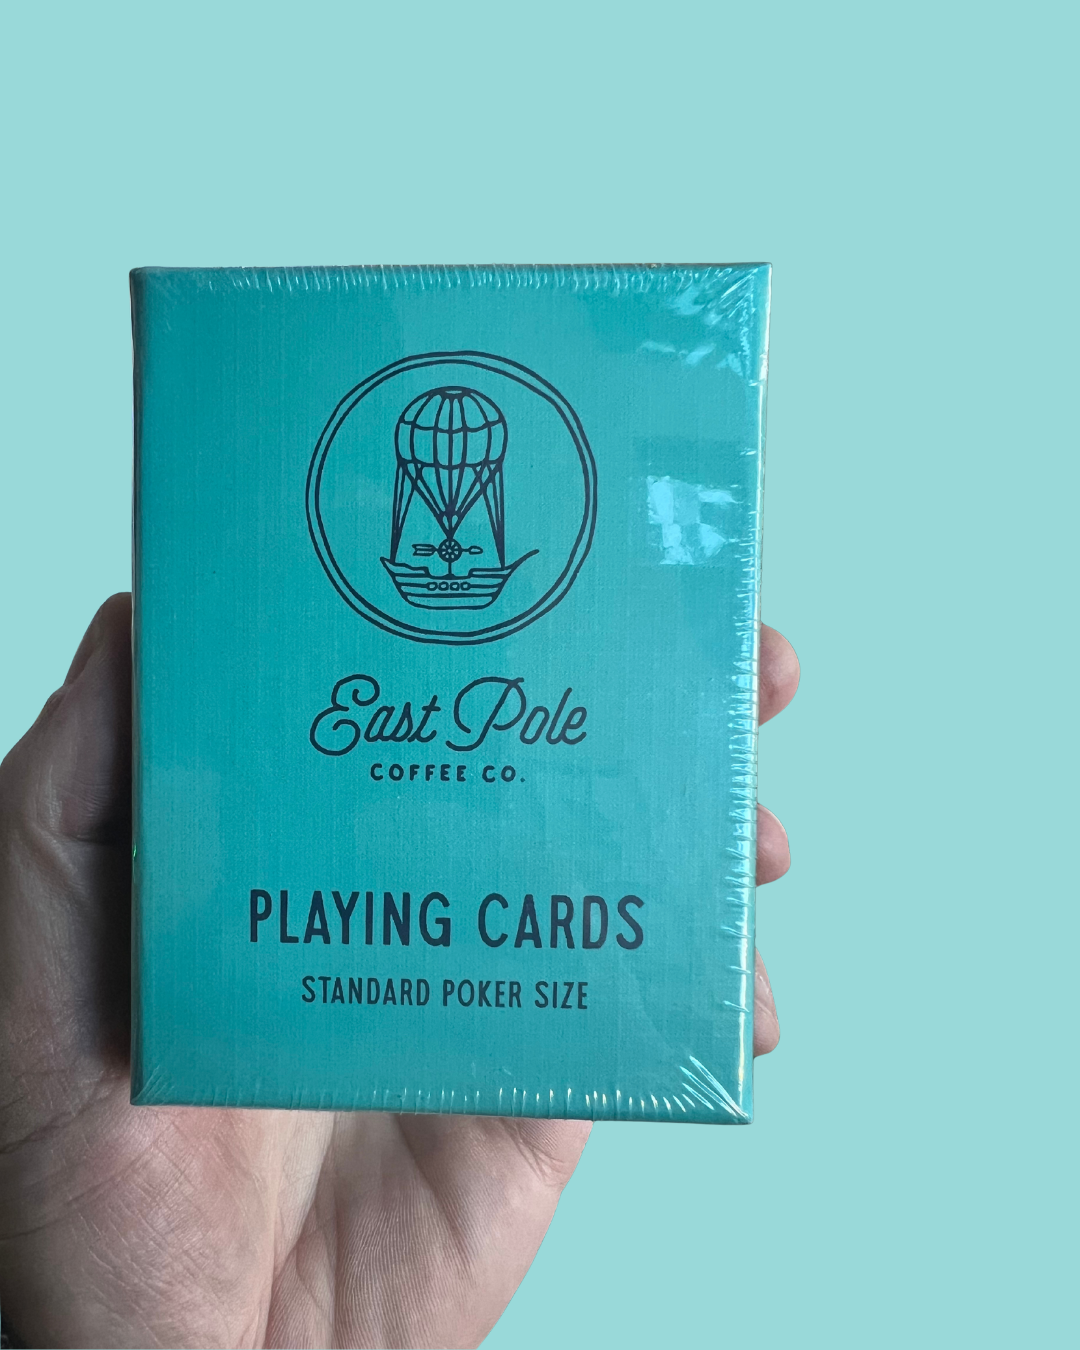 East Pole
COFFEE CO.
PLAYING CARDS
STANDARD POKER SIZE